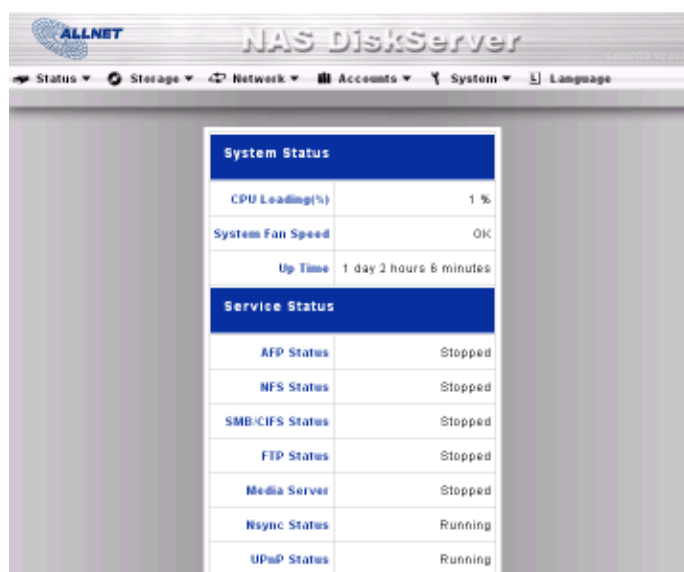 ALLNET
NAS DiskServer
Status Storage Network Accounts System Language
System Status
CPU Loading(%) 1 %
System Fan Speed OK
Up Time 1 day 2 hours 6 minutes
Service Status
AFP Status Stopped
NFS Status Stopped
SMB/CIFS Status Stopped
FTP Status Stopped
Media Server Stopped
Nsync Status Running
UPnP Status Running